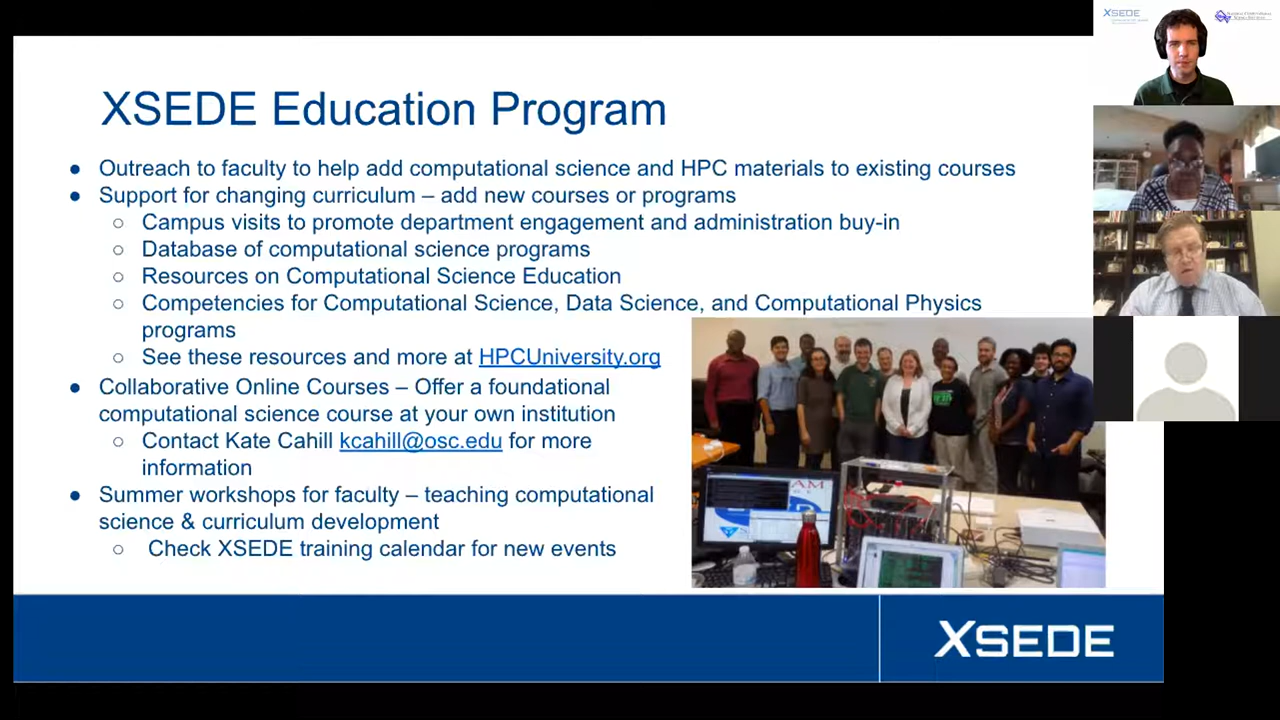 XSEDE Education Program
● Outreach to faculty to help add computational science and HPC materials to existing courses
● Support for changing curriculum – add new courses or programs
○ Campus visits to promote department engagement and administration buy-in
○ Database of computational science programs
○ Resources on Computational Science Education
○ Competencies for Computational Science, Data Science, and Computational Physics
programs
○ See these resources and more at HPCUniversity.org
● Collaborative Online Courses – Offer a foundational
computational science course at your own institution
○ Contact Kate Cahill kcahill@osc.edu for more
information
● Summer workshops for faculty – teaching computational
science & curriculum development
○ Check XSEDE training calendar for new events
XSEDE
XSEDE